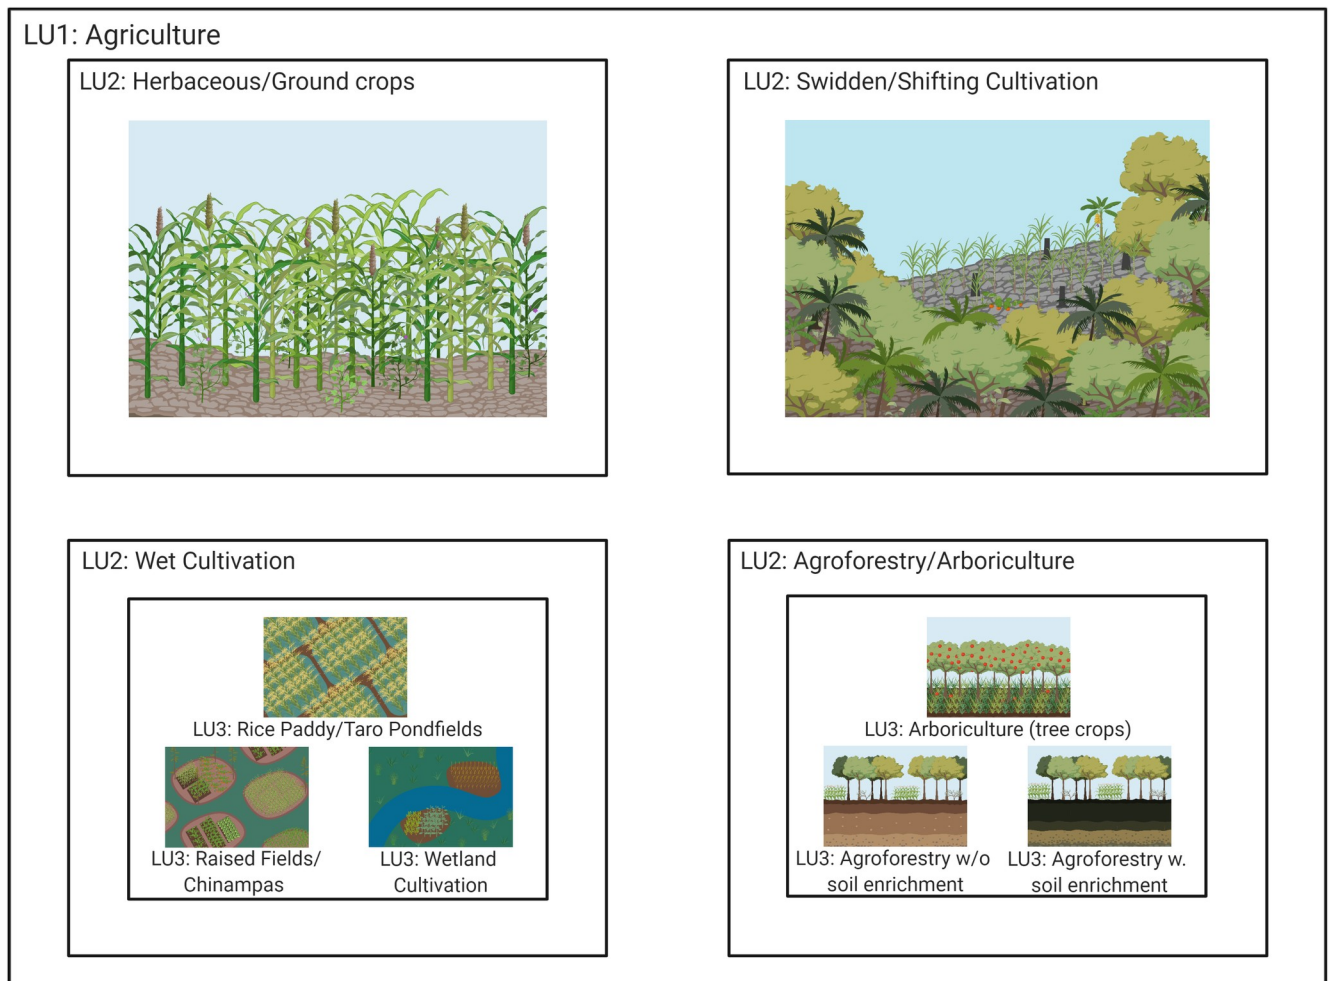 LU1: Agriculture
LU2: Herbaceous/Ground crops
LU2: Swidden/Shifting Cultivation
LU2: Wet Cultivation
LU3: Rice Paddy/Taro Pondfields
LU3: Raised Fields/
Chinampas
LU3: Wetland
Cultivation
LU2: Agroforestry/Arboriculture
LU3: Arboriculture (tree crops)
LU3: Agroforestry w/o
soil enrichment
LU3: Agroforestry w.
soil enrichment